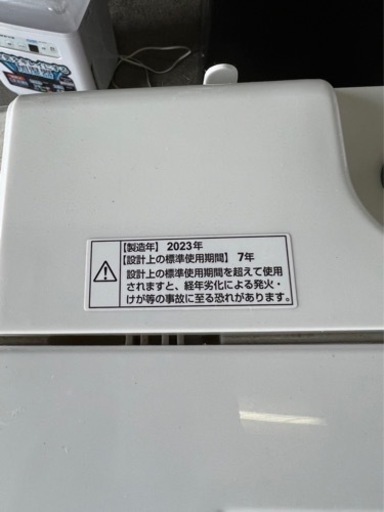 【製造年】 2023年
【設計上の標準使用期間】 7年
設計上の標準使用期間を超えて使用
されますと、経年劣化による発火・
けが等の事故に至る恐れがあります。